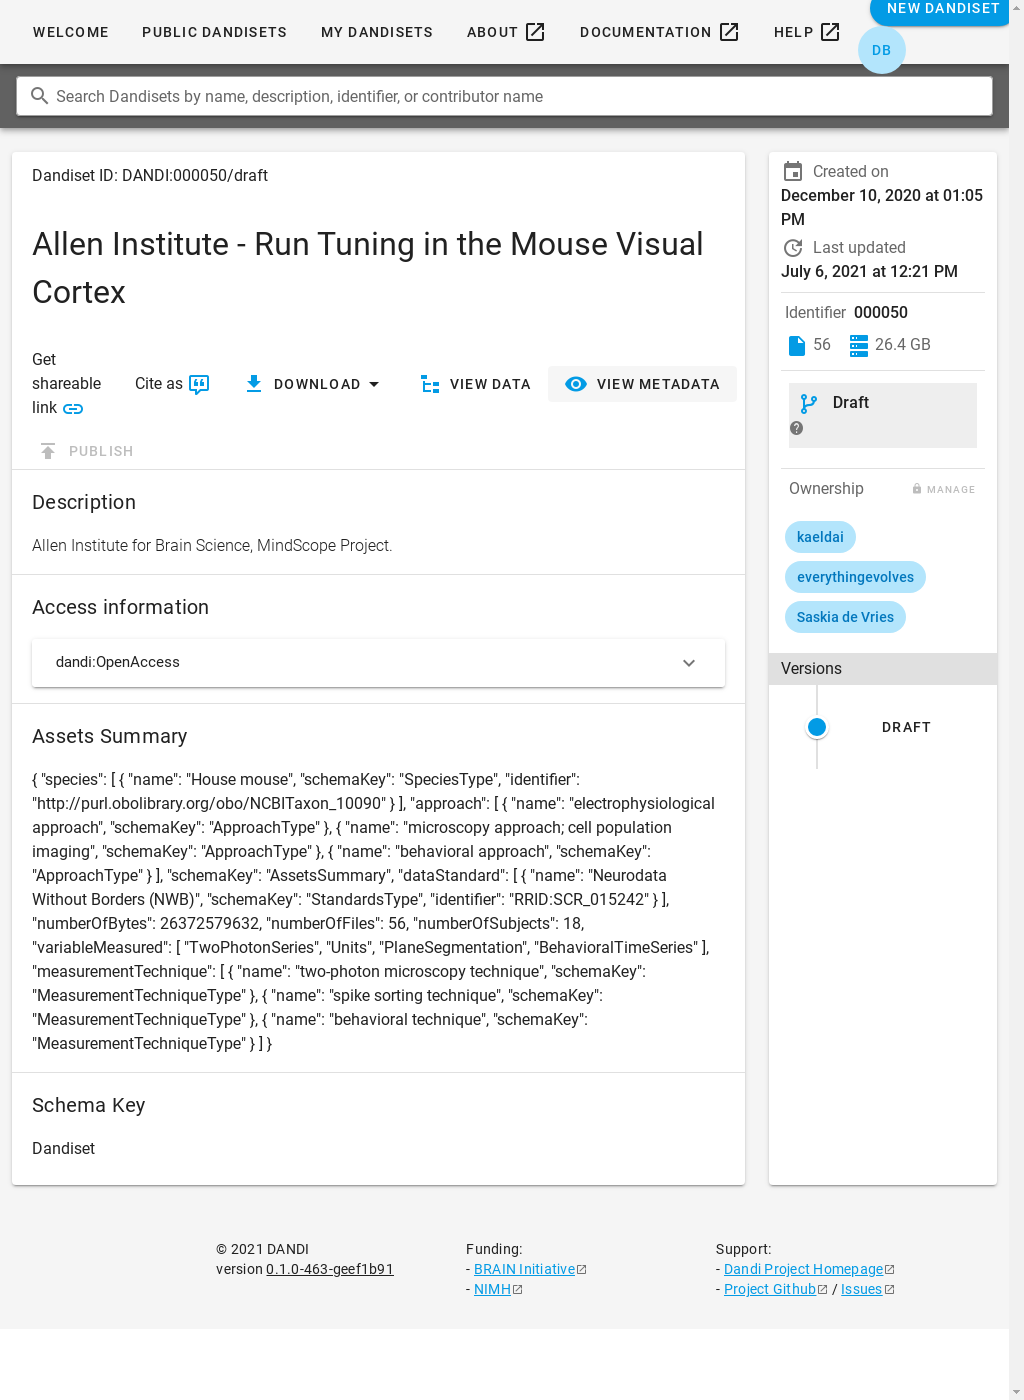 NEW DANDISET
WELCOME PUBLIC DANDISETS MY DANDISETS ABOUT DOCUMENTATION HELP
DB
Search Dandisets by name, description, identifier, or contributor name
Dandiset ID: DANDI:000050/draft
Allen Institute - Run Tuning in the Mouse Visual
Cortex
Get
shareable
link
Cite as
DOWNLOAD
VIEW DATA
VIEW METADATA
PUBLISH
Description
Allen Institute for Brain Science, MindScope Project.
Access information
dandi:OpenAccess
Assets Summary
{ "species": [ { "name": "House mouse", "schemaKey": "SpeciesType", "identifier":
"http://purl.obolibrary.org/obo/NCBITaxon_10090" } ], "approach": [ { "name": "electrophysiological
approach", "schemaKey": "ApproachType" }, { "name": "microscopy approach; cell population
imaging", "schemaKey": "ApproachType" }, { "name": "behavioral approach", "schemaKey":
"ApproachType" } ], "schemaKey": "AssetsSummary", "dataStandard": [ { "name": "Neurodata
Without Borders (NWB)", "schemaKey": "StandardsType", "identifier": "RRID:SCR_015242" } ],
"numberOfBytes": 26372579632, "numberOfFiles": 56, "numberOfSubjects": 18,
"variableMeasured": [ "TwoPhotonSeries", "Units", "PlaneSegmentation", "BehavioralTimeSeries" ],
"measurementTechnique": [ { "name": "two-photon microscopy technique", "schemaKey":
"MeasurementTechniqueType" }, { "name": "spike sorting technique", "schemaKey":
"MeasurementTechniqueType" }, { "name": "behavioral technique", "schemaKey":
"MeasurementTechniqueType" } ] }
Schema Key
Dandiset
Created on
December 10, 2020 at 01:05
PM
Last updated
July 6, 2021 at 12:21 PM
Identifier 000050
56 26.4 GB
Draft
Ownership MANAGE
kaeldai
everythingevolves
Saskia de Vries
Versions
DRAFT
© 2021 DANDI
version 0.1.0-463-geef1b91
Funding:
- BRAIN Initiative
- NIMH
Support:
- Dandi Project Homepage
- Project Github / Issues